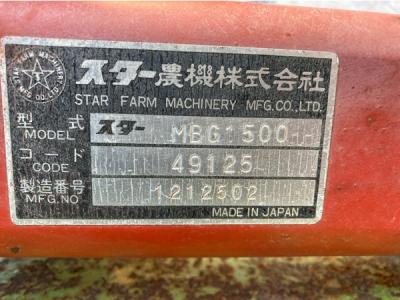 スター農機株式会社
STAR FARM MACHINERY MFG.CO.,LTD.
型式 スター MBG1500
MODEL
コード 49125
CODE
製造番号 1212502
MFG.NO
MADE IN JAPAN